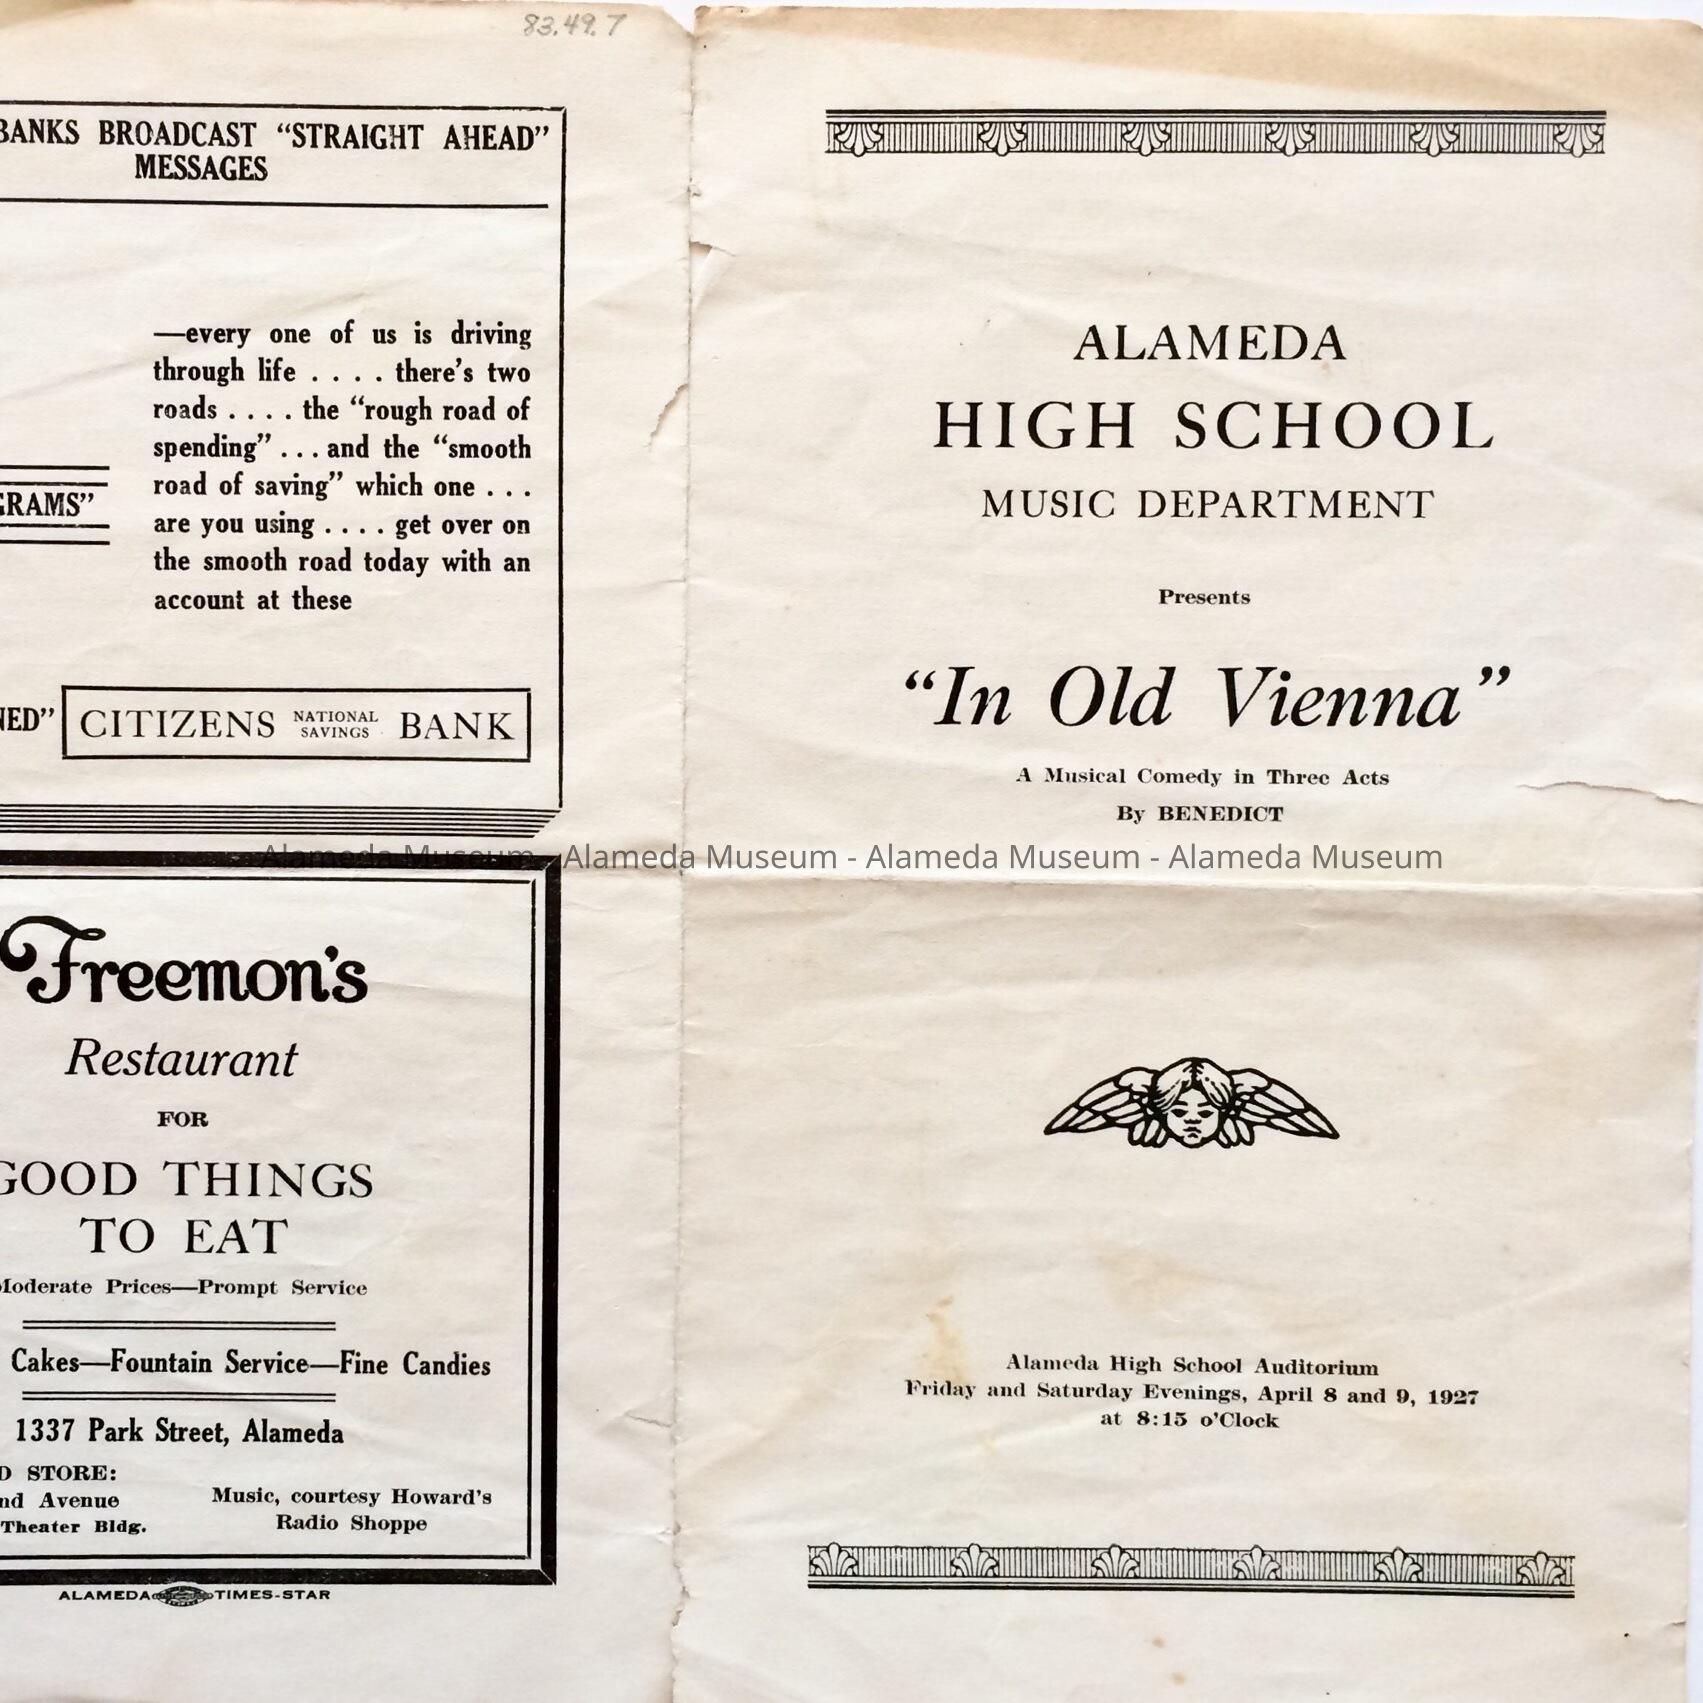 83.49.7
BANKS BROADCAST “STRAIGHT AHEAD”
MESSAGES
—every one of us is driving
through life . . . . there’s two
roads . . . . the “rough road of
spending” . . . and the “smooth
road of saving” which one . . .
are you using . . . . get over on
the smooth road today with an
account at these
GRAMS”
NED”
CITIZENS NATIONAL SAVINGS BANK
Freemon’s
Restaurant
FOR
GOOD THINGS
TO EAT
Moderate Prices—Prompt Service
Cakes—Fountain Service—Fine Candies
1337 Park Street, Alameda
D STORE:
nd Avenue
Theater Bldg.
Music, courtesy Howard’s
Radio Shoppe
ALAMEDA TIMES-STAR
ALAMEDA
HIGH SCHOOL
MUSIC DEPARTMENT
Presents
“In Old Vienna”
A Musical Comedy in Three Acts
By BENEDICT
Alameda Museum - Alameda Museum - Alameda Museum - Alameda Museum
Alameda High School Auditorium
Friday and Saturday Evenings, April 8 and 9, 1927
at 8:15 o’Clock